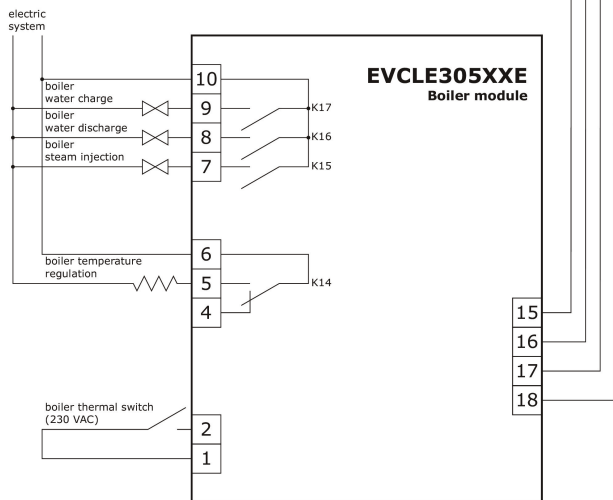 electric
system
EVCLE305XXE
Boiler module
10
boiler
water charge
9
K17
boiler
water discharge
8
K16
boiler
steam injection
7
K15
6
boiler temperature
regulation
5
K14
4
15
16
17
18
boiler thermal switch
(230 VAC)
2
1